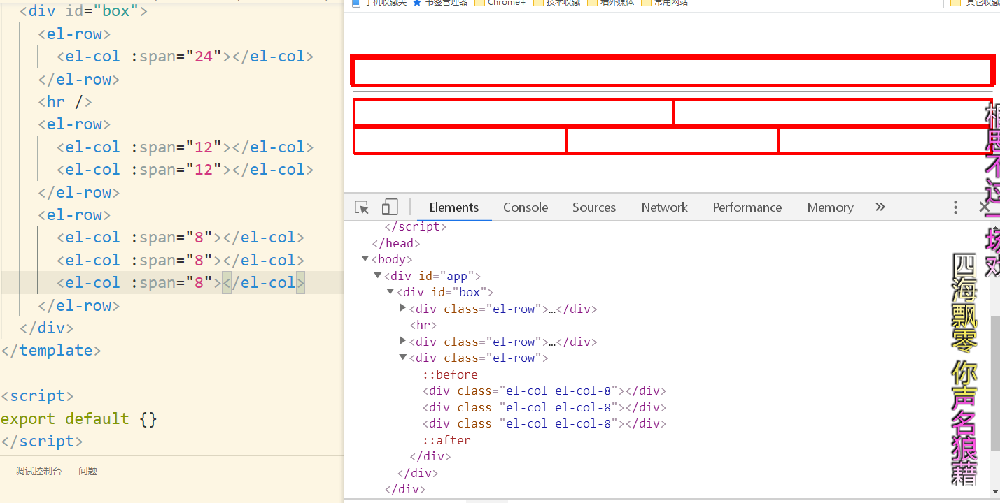 <div id="box">
<el-row>
<el-col :span="24"></el-col>
</el-row>
<hr />
<el-row>
<el-col :span="12"></el-col>
<el-col :span="12"></el-col>
</el-row>
<el-row>
<el-col :span="8"></el-col>
<el-col :span="8"></el-col>
<el-col :span="8"></el-col>
</el-row>
</div>
</template>
<script>
export default {}
</script>
调试控制台 问题
手机收藏夹 书签管理器 Chrome+ 技术收藏 墙外媒体 常用网站 其它收藏
Elements Console Sources Network Performance Memory »
</script>
</head>
<body>
<div id="app">
<div id="box">
<div class="el-row">…</div>
<hr>
<div class="el-row">…</div>
<div class="el-row">
::before
<div class="el-col el-col-8"></div>
<div class="el-col el-col-8"></div>
<div class="el-col el-col-8"></div>
::after
</div>
</div>
</div>
相思不过一场戏
四海飘零 你声名狼藉